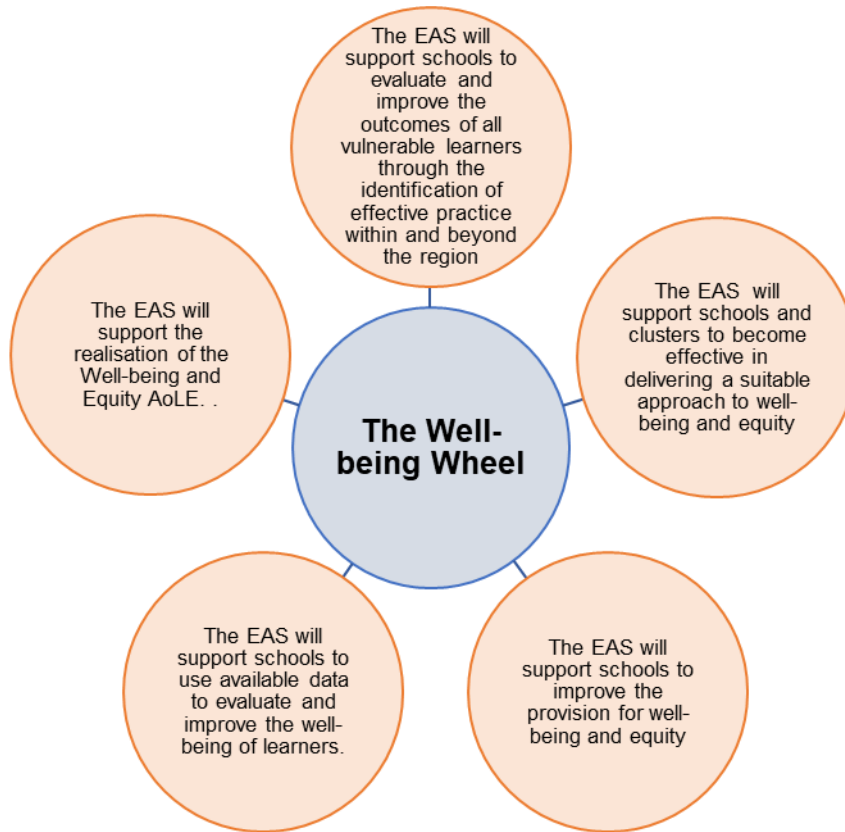 The EAS will
support schools to
evaluate and
improve the
outcomes of all
vulnerable learners
through the
identification of
effective practice
within and beyond
the region
The EAS will
support schools and
clusters to become
effective in
delivering a suitable
approach to well-
being and equity
The EAS will
support schools to
improve the
provision for well-
being and equity
The EAS will
support schools to
use available data
to evaluate and
improve the well-
being of learners.
The EAS will
support the
realisation of the
Well-being and
Equity AoLE. .
The Well-
being Wheel